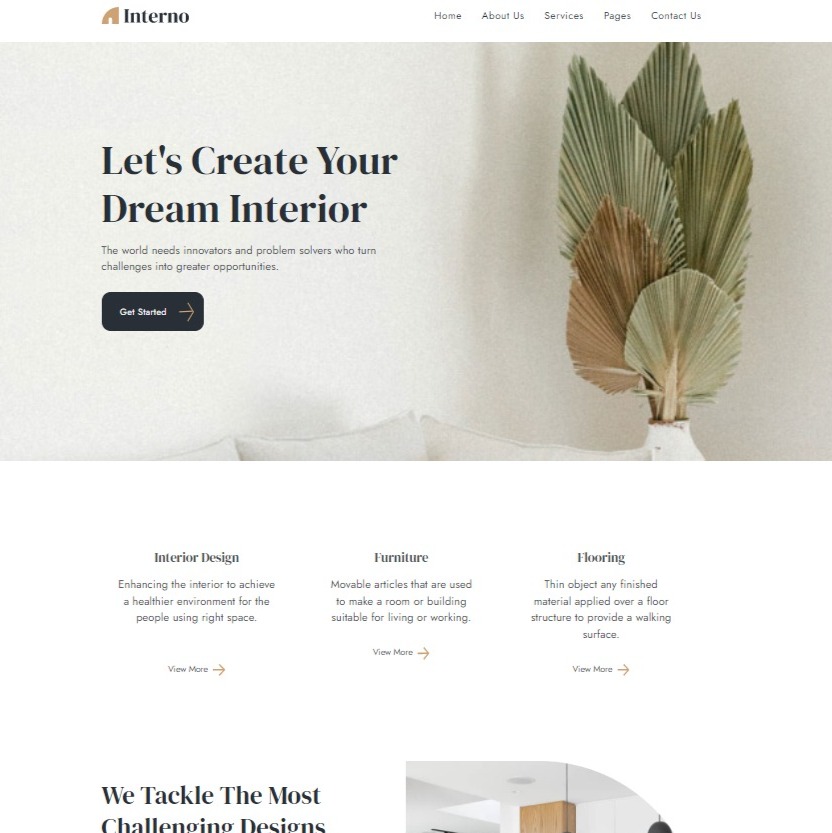 Interno
Home About Us Services Pages Contact Us
Let's Create Your
Dream Interior
The world needs innovators and problem solvers who turn
challenges into greater opportunities.
Get Started
Interior Design
Enhancing the interior to achieve
a healthier environment for the
people using right space.
View More
Furniture
Movable articles that are used
to make a room or building
suitable for living or working.
View More
Flooring
Thin object any finished
material applied over a floor
structure to provide a walking
surface.
View More
We Tackle The Most
Challenging Designs